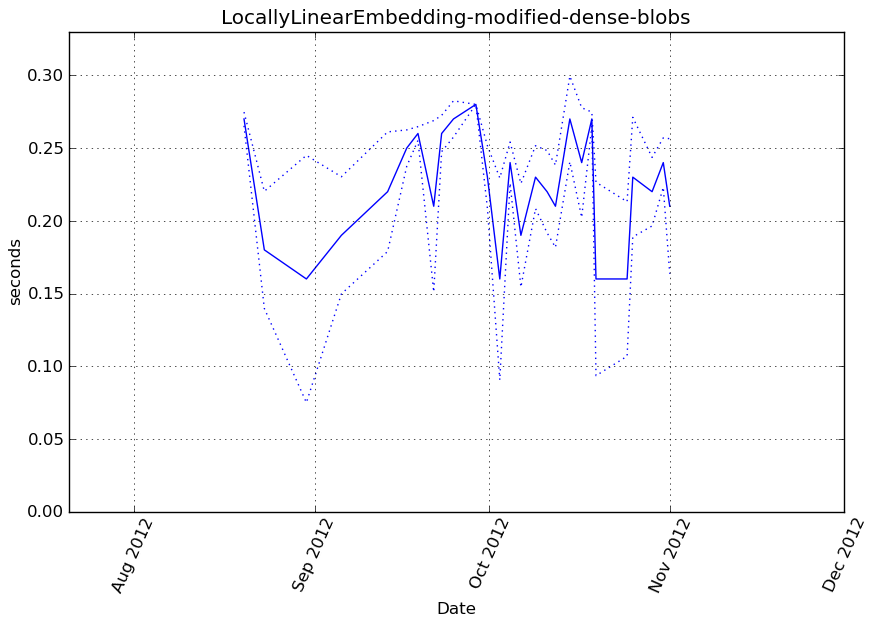 LocallyLinearEmbedding-modified-dense-blobs
0.30
0.25
0.20
0.15
0.10
0.05
0.00
seconds
Aug 2012
Sep 2012
Oct 2012
Nov 2012
Dec 2012
Date